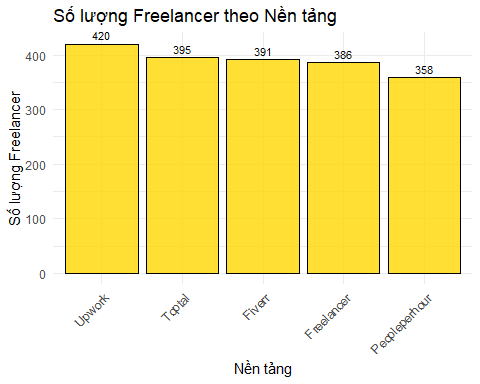 Số lượng Freelancer theo Nền tảng
Số lượng Freelancer
400
300
200
100
0
420
395
391
386
358
Upwork
Toptal
Fiverr
Freelancer
Peopleperhour
Nền tảng